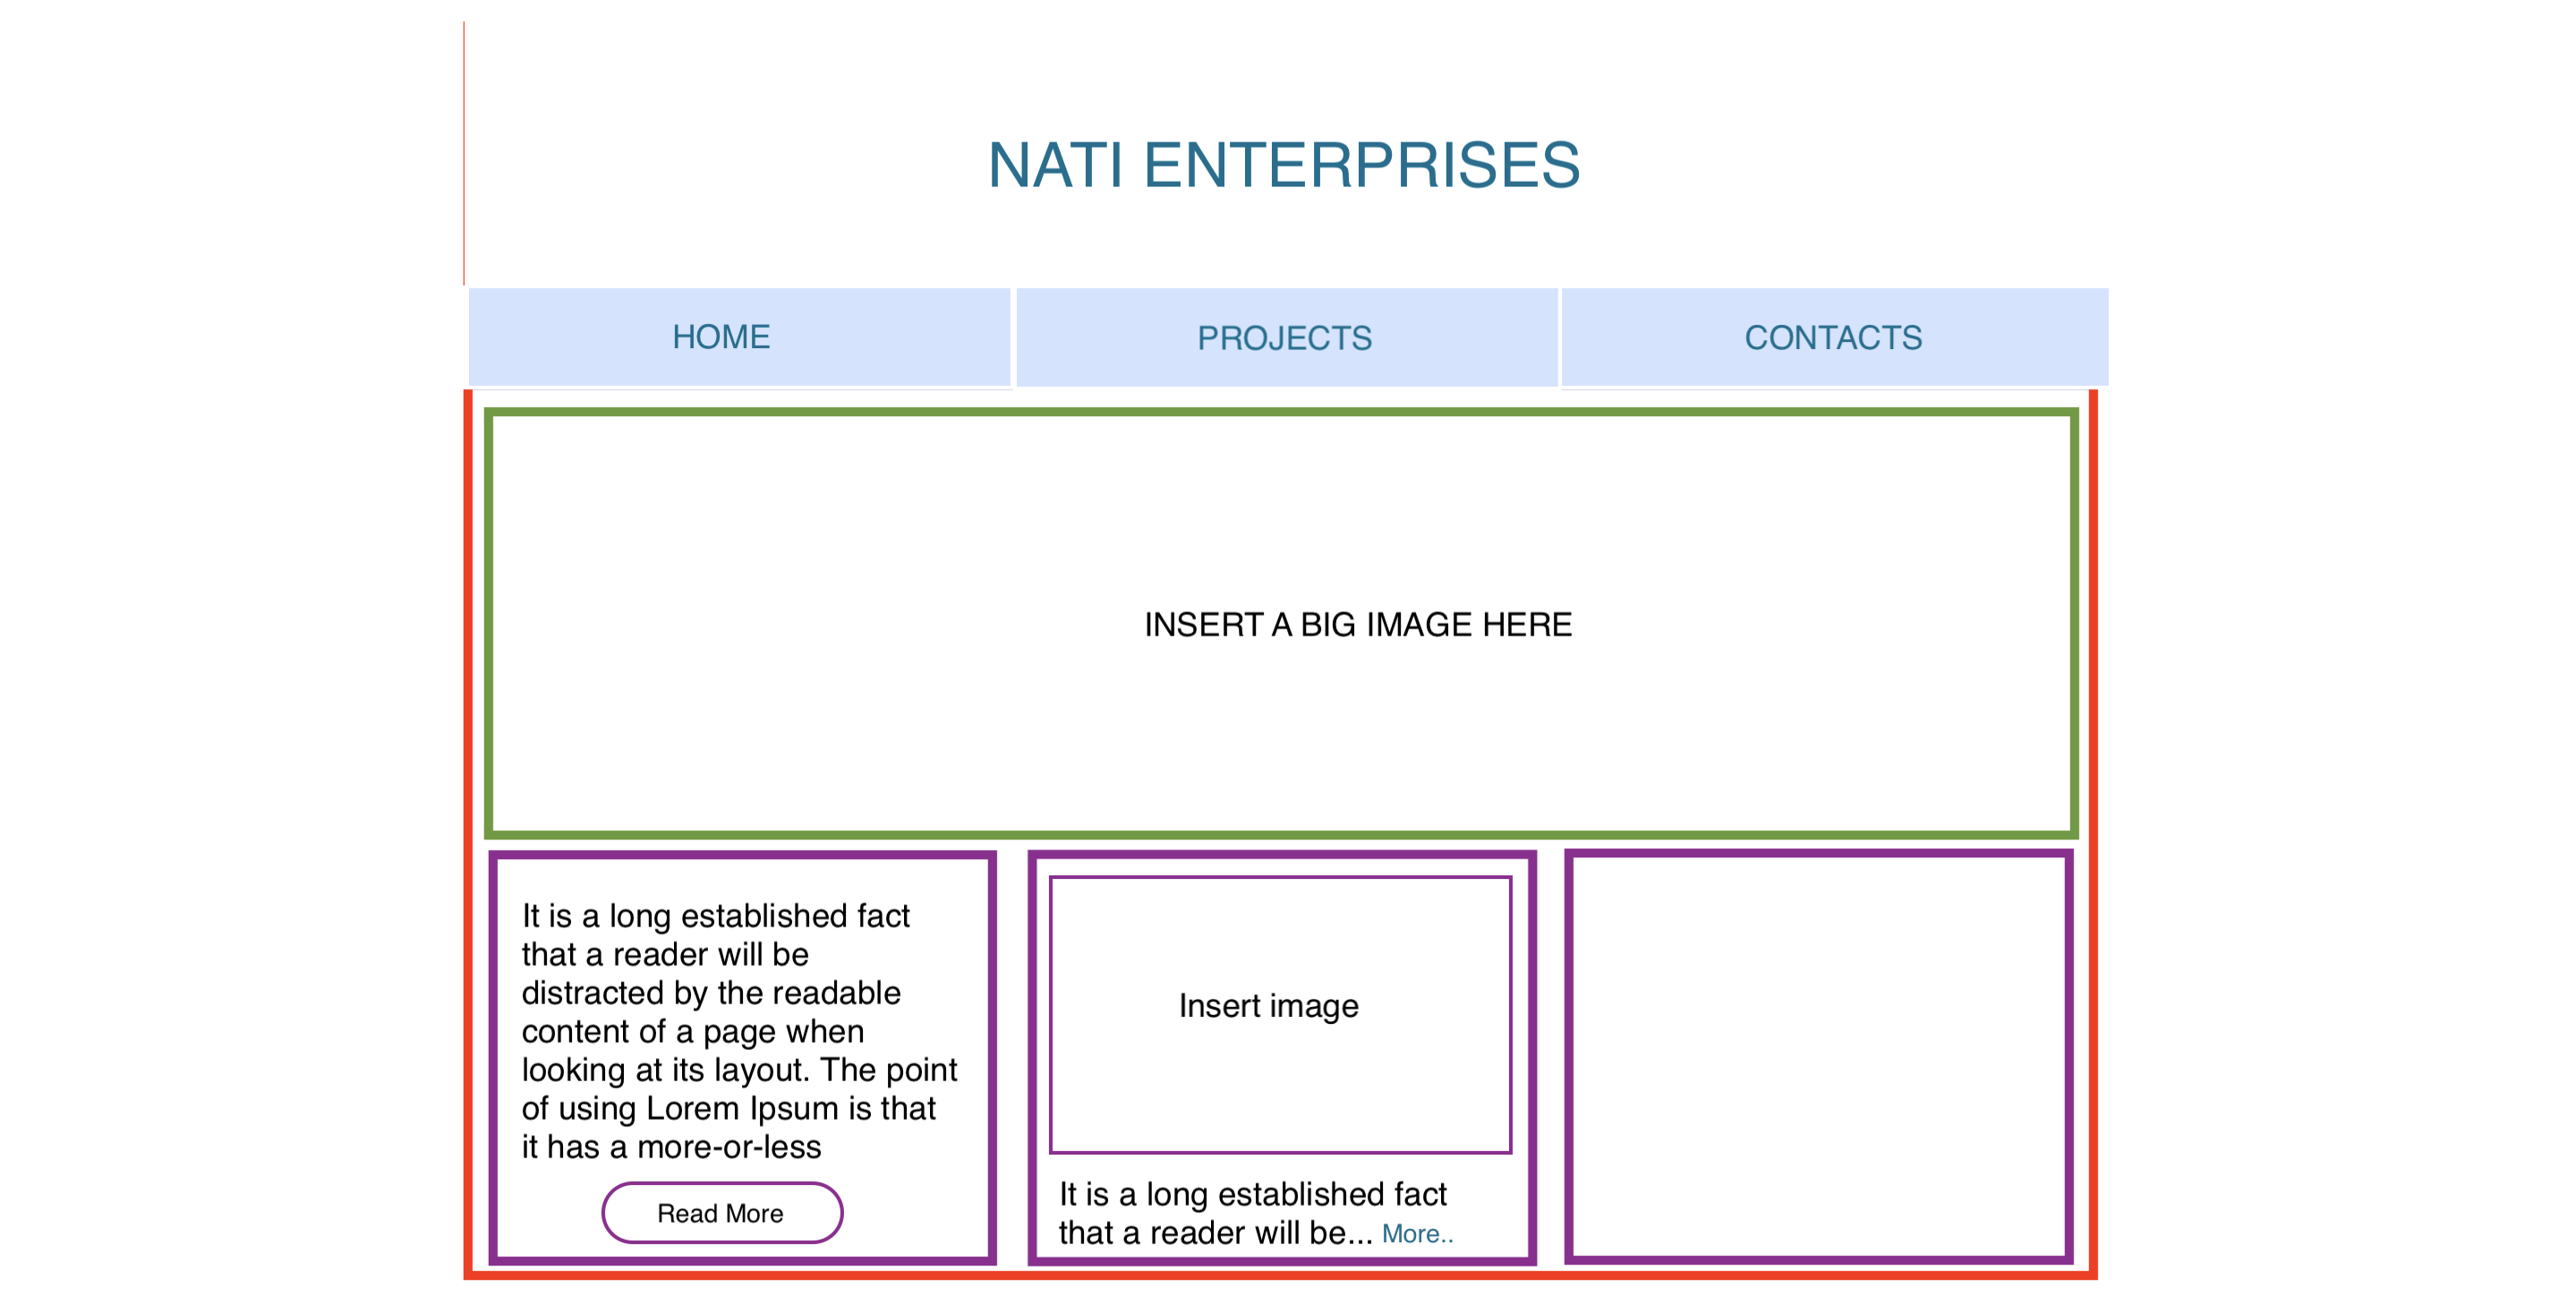 NATI ENTERPRISES
HOME
PROJECTS
CONTACTS
INSERT A BIG IMAGE HERE
It is a long established fact
that a reader will be
distracted by the readable
content of a page when
looking at its layout. The point
of using Lorem Ipsum is that
it has a more-or-less
Read More
Insert image
It is a long established fact
that a reader will be... More..